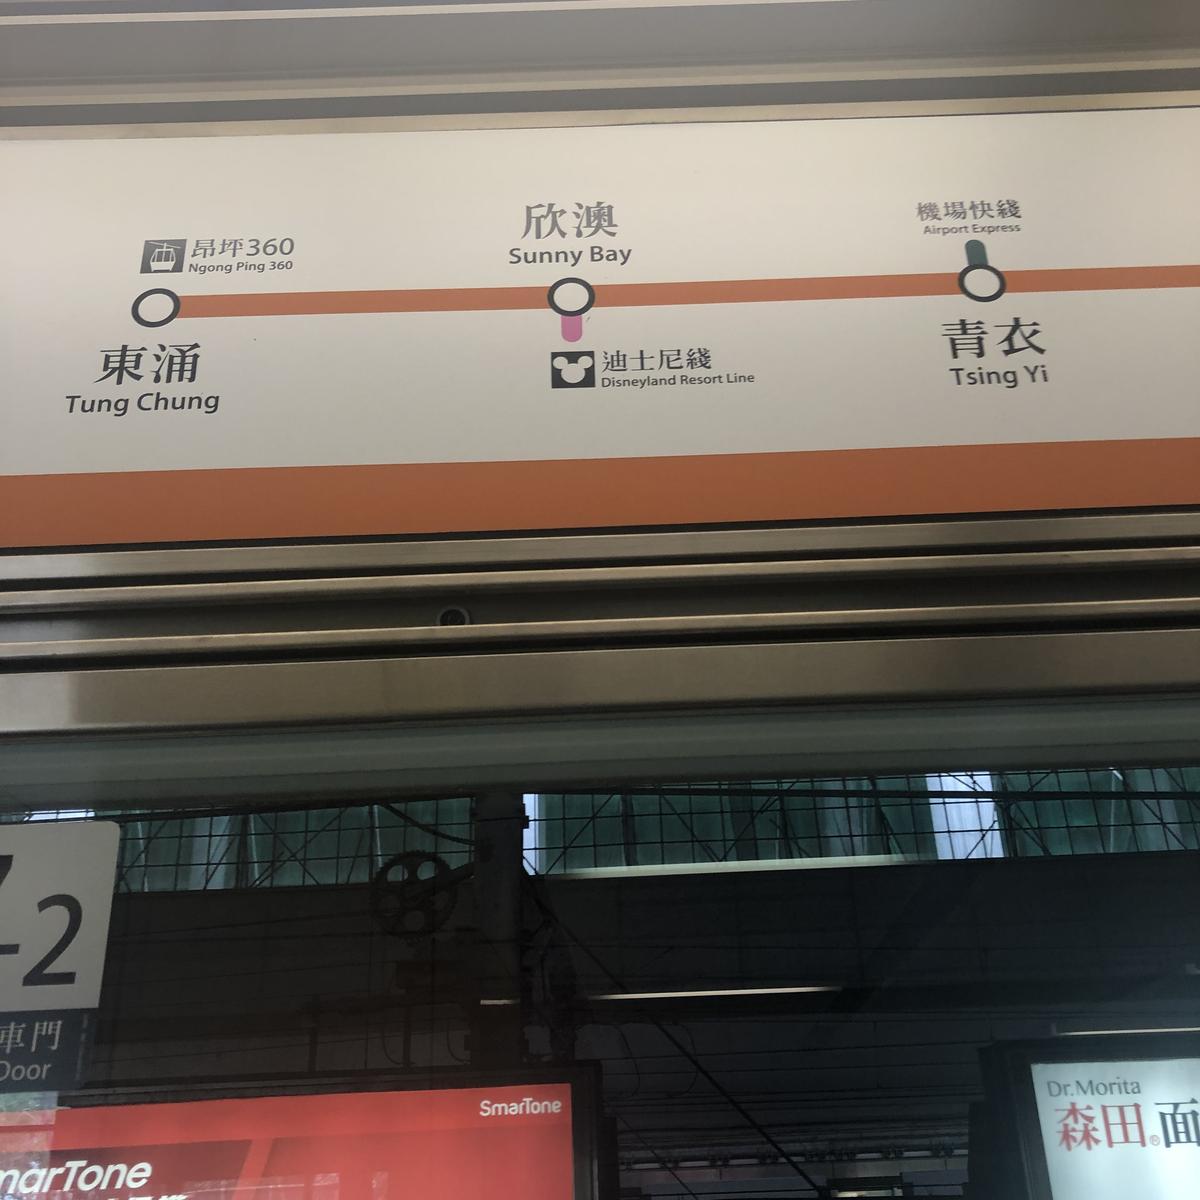 昂坪360
Ngong Ping 360
東涌
Tung Chung
欣澳
Sunny Bay
迪士尼綫
Disneyland Resort Line
機場快綫
Airport Express
青衣
Tsing Yi
-2
車門
Door
SmarTone
marTone
Dr.Morita
森田®面